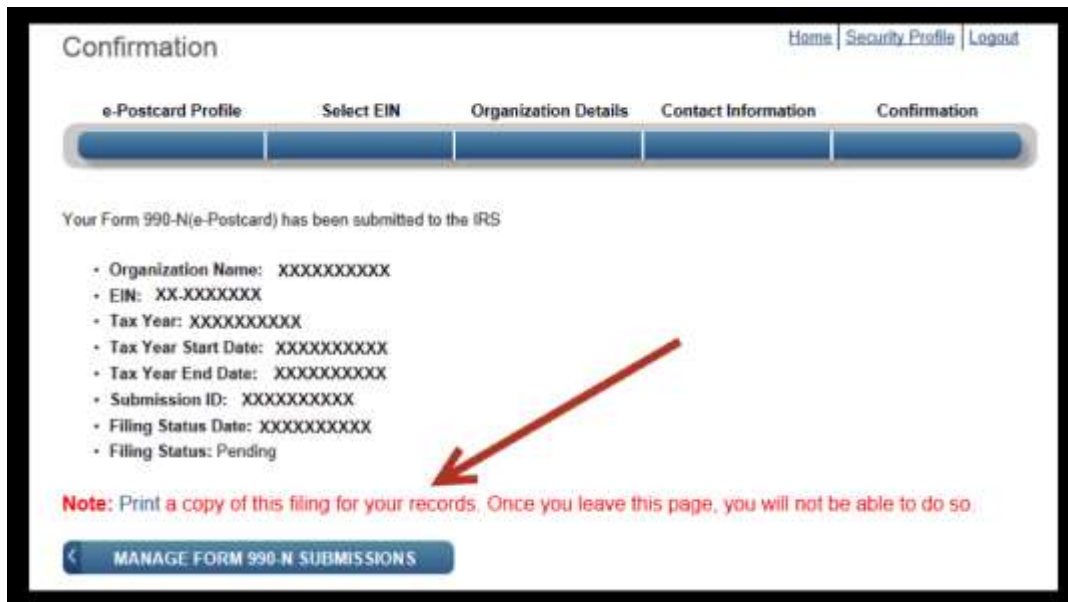 Confirmation
Home | Security Profile | Logout
e-Postcard Profile Select EIN Organization Details Contact Information Confirmation
Your Form 990-N(e-Postcard) has been submitted to the IRS
• Organization Name: XXXXXXXXXX
• EIN: XX-XXXXXXX
• Tax Year: XXXXXXXXXX
• Tax Year Start Date: XXXXXXXXXX
• Tax Year End Date: XXXXXXXXXX
• Submission ID: XXXXXXXXXX
• Filing Status Date: XXXXXXXXXX
• Filing Status: Pending
Note: Print a copy of this filing for your records. Once you leave this page, you will not be able to do so.
MANAGE FORM 990-N SUBMISSIONS